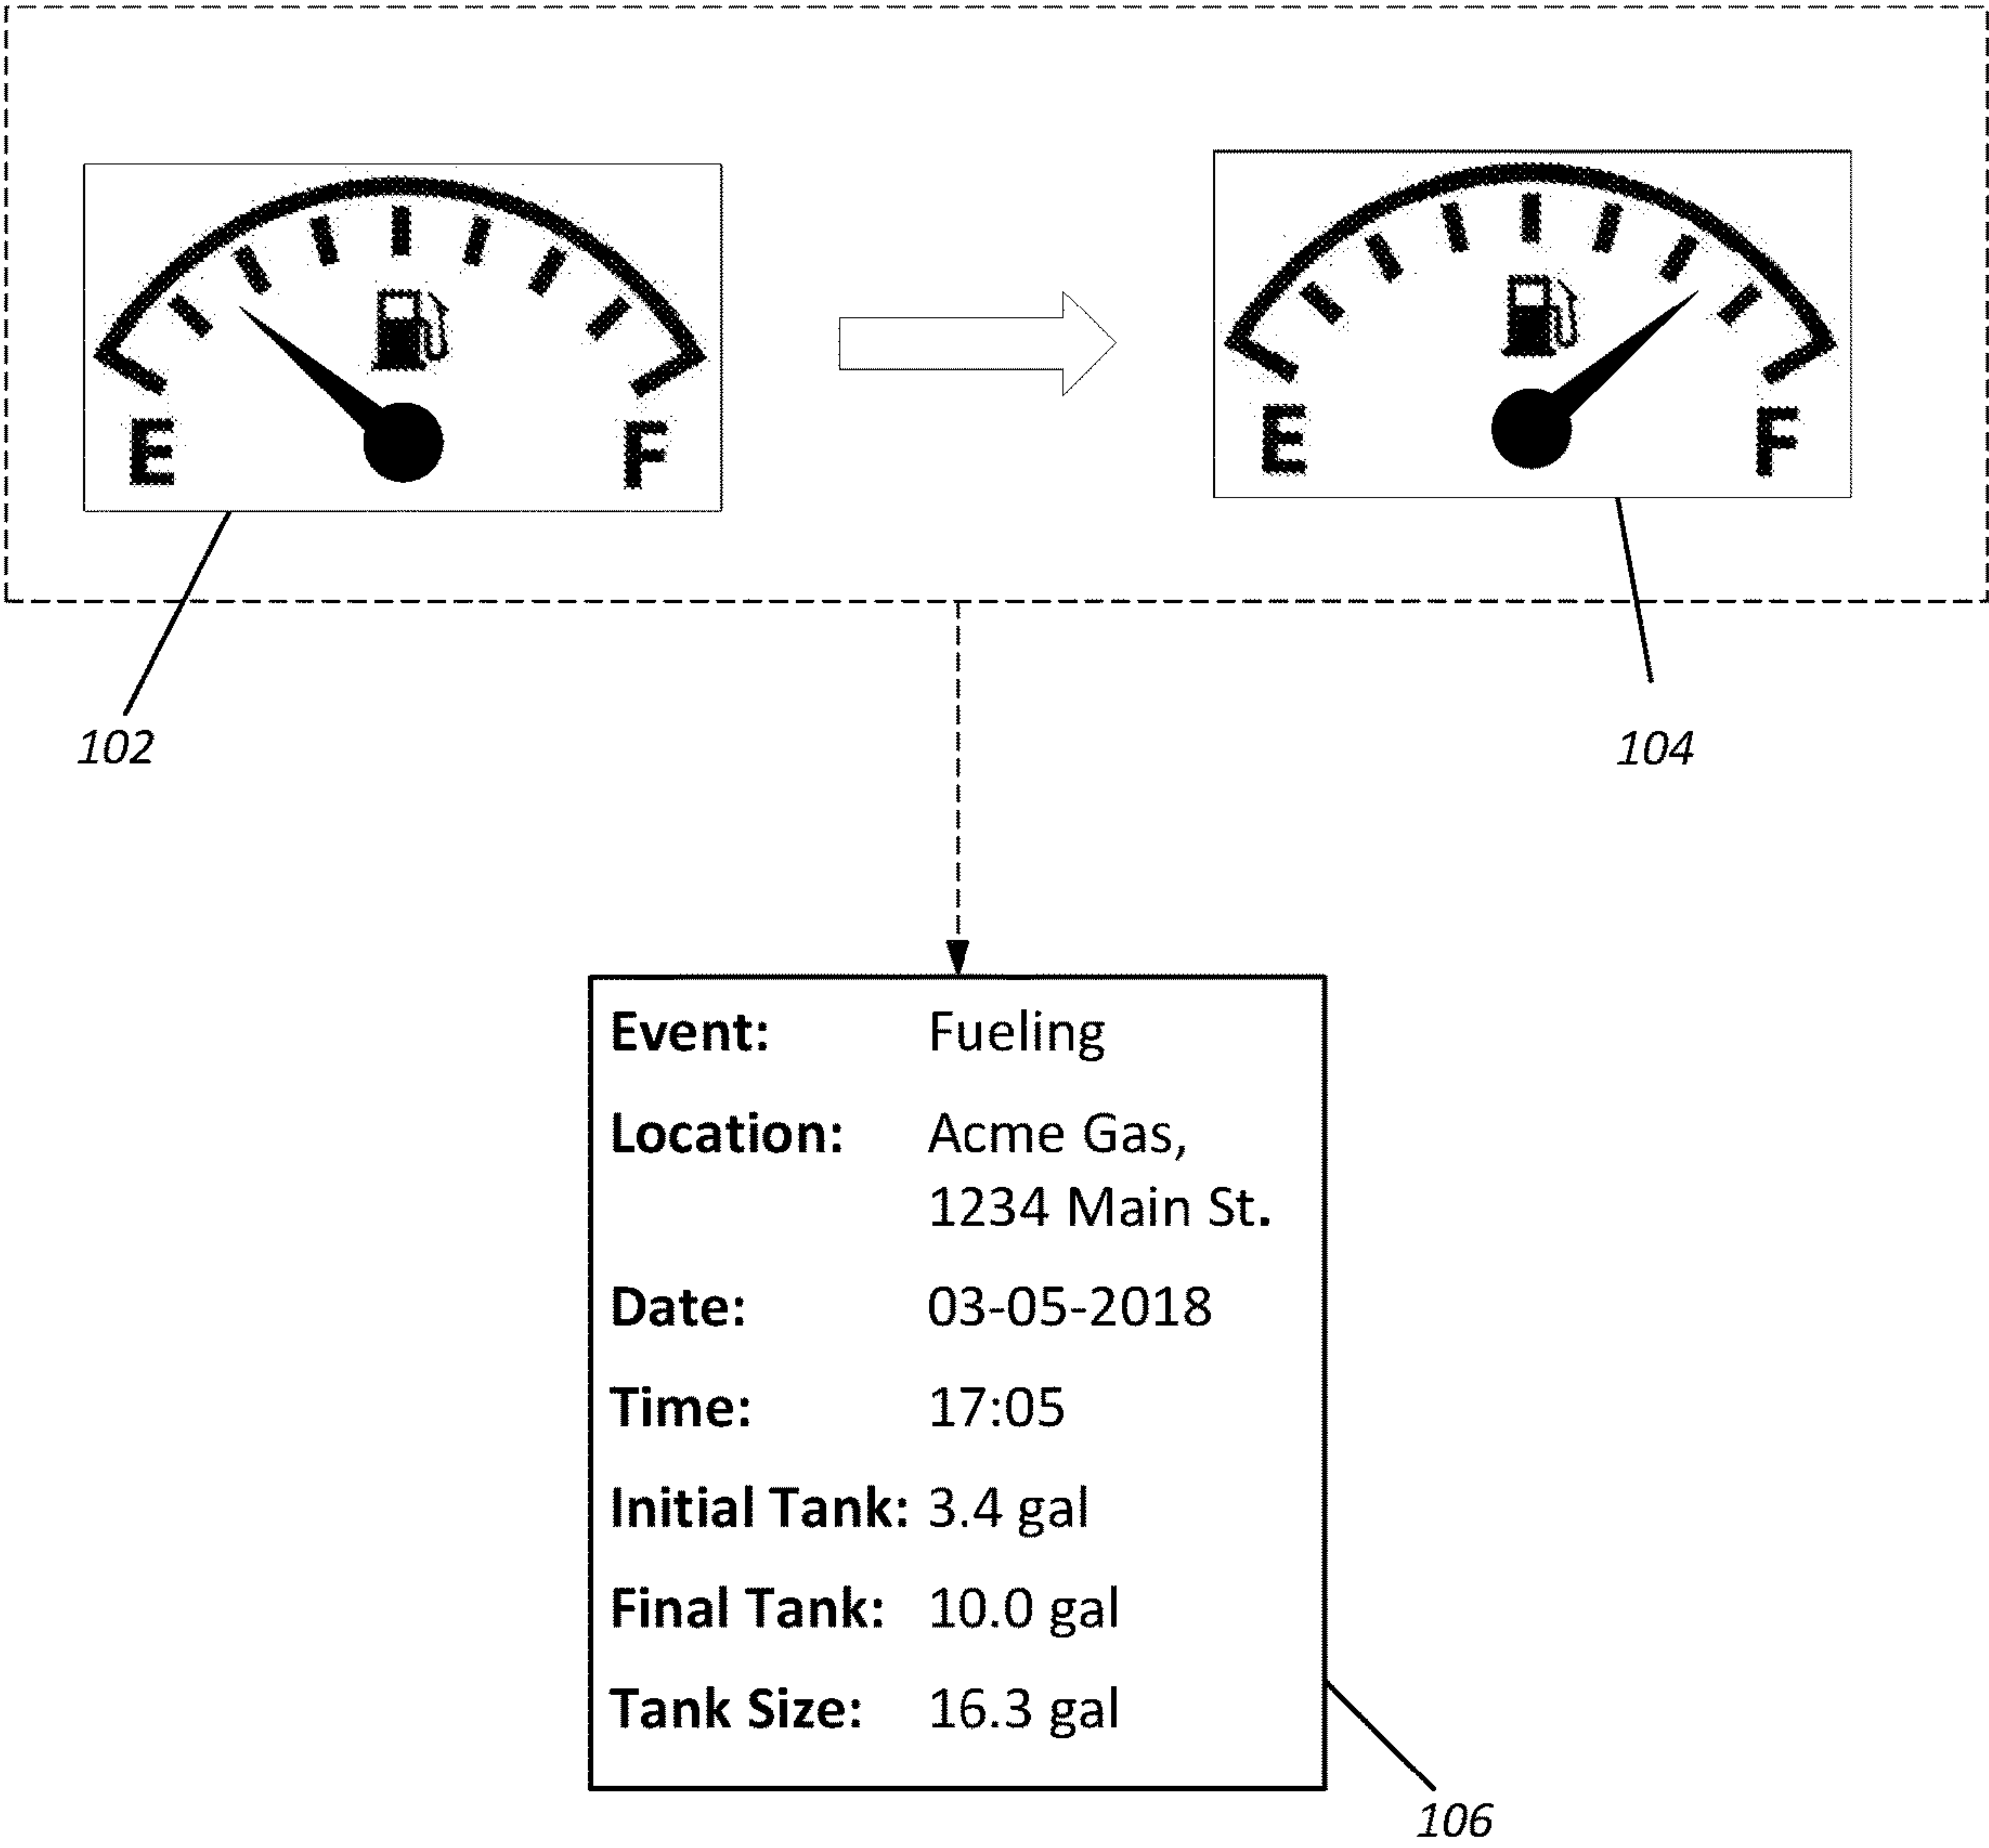 E F
E F
102
104
Event: Fueling
Location: Acme Gas,
1234 Main St.
Date: 03-05-2018
Time: 17:05
Initial Tank: 3.4 gal
Final Tank: 10.0 gal
Tank Size: 16.3 gal
106